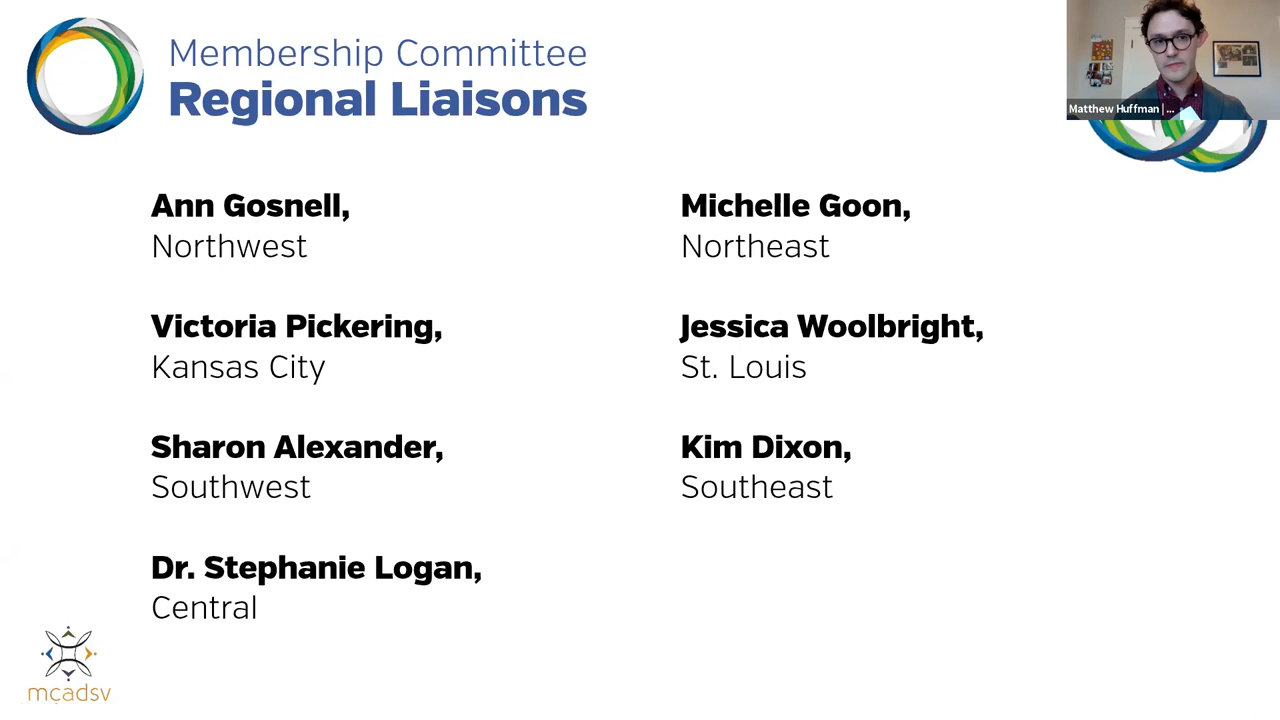 Membership Committee
Regional Liaisons
Matthew Huffman | ...
Ann Gosnell,
Northwest
Michelle Goon,
Northeast
Victoria Pickering,
Kansas City
Jessica Woolbright,
St. Louis
Sharon Alexander,
Southwest
Kim Dixon,
Southeast
Dr. Stephanie Logan,
Central
mcadsv